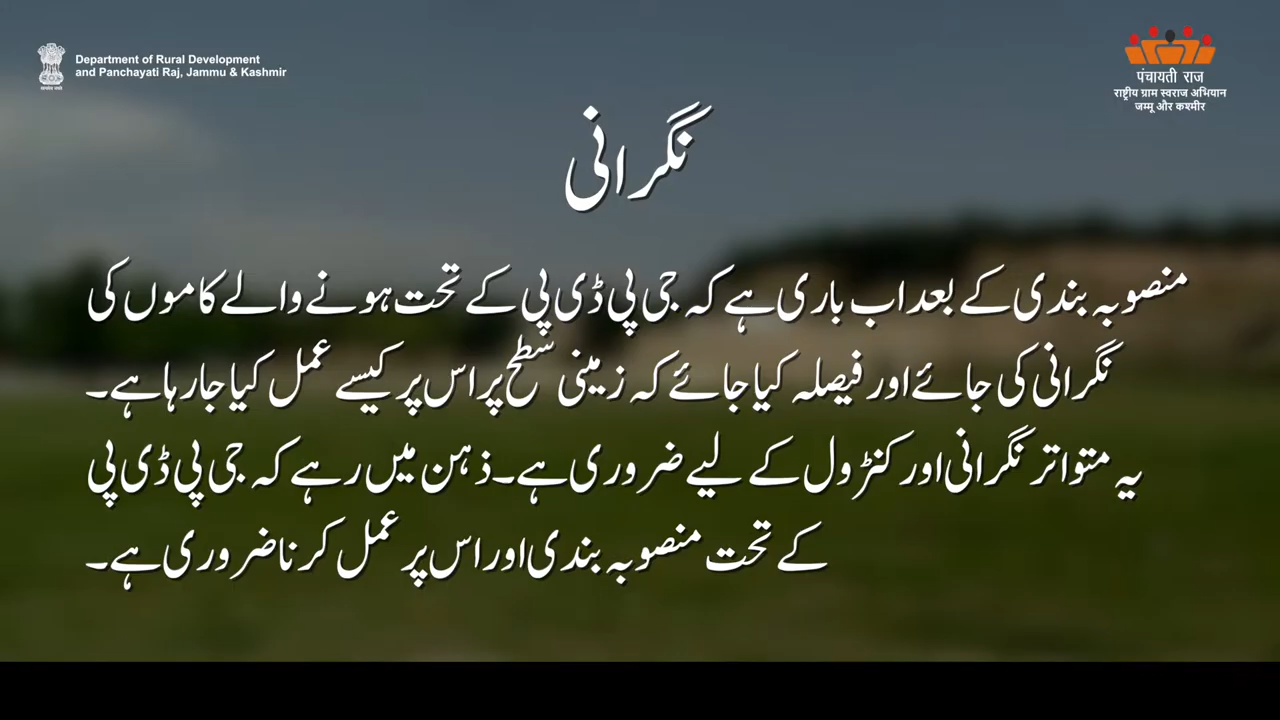 Department of Rural Development
and Panchayati Raj, Jammu & Kashmir
पंचायती राज
राष्ट्रीय ग्राम स्वराज अभियान
जम्मू और कश्मीर
نگرانی
منصوبہ بندی کے بعد اب باری ہے کہ جی پی ڈی پی کے تحت ہونے والے کاموں کی
نگرانی کی جائے اور فیصلہ کیا جائے کہ زمینی سطح پر اس پر کیسے عمل کیا جا رہا ہے۔
یہ متواتر نگرانی اور کنٹرول کے لیے ضروری ہے۔ ذہن میں رہے کہ جی پی ڈی پی
کے تحت منصوبہ بندی اور اس پر عمل کرنا ضروری ہے۔